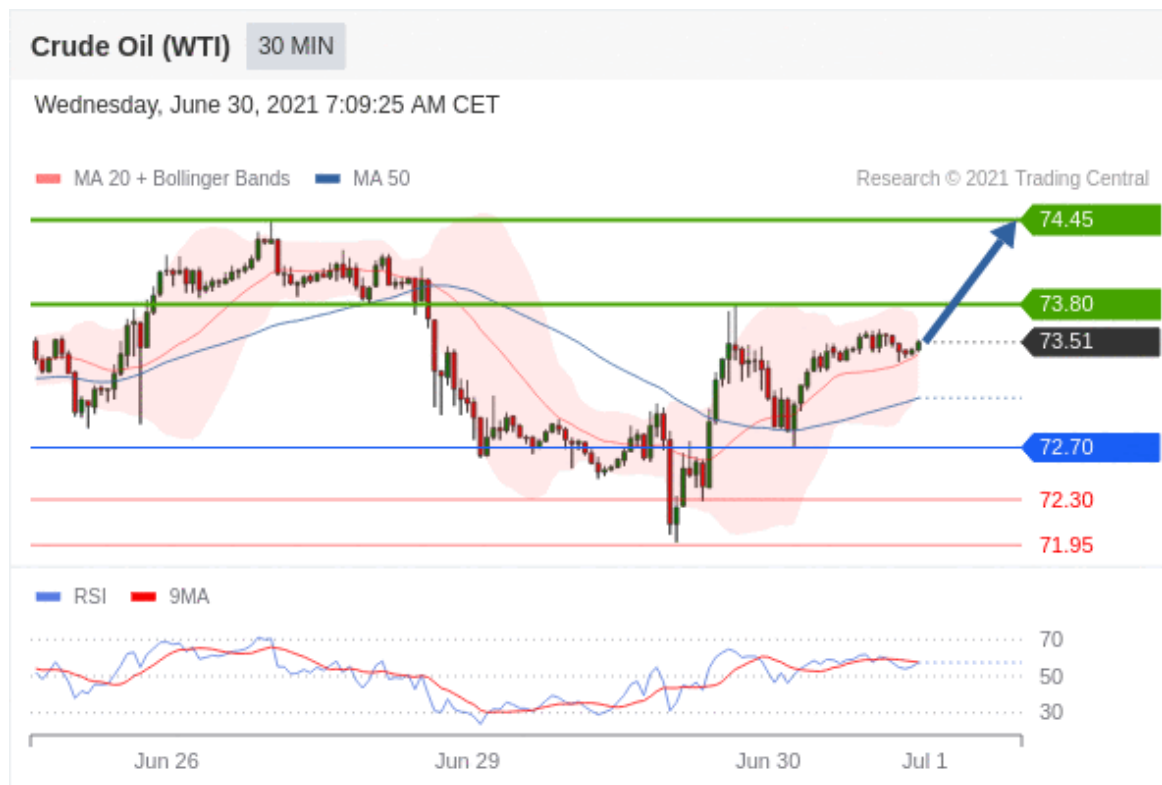 Crude Oil (WTI) 30 MIN
Wednesday, June 30, 2021 7:09:25 AM CET
MA 20 + Bollinger Bands MA 50 Research © 2021 Trading Central
74.45
73.80
73.51
72.70
72.30
71.95
RSI 9MA
70
50
30
Jun 26 Jun 29 Jun 30 Jul 1